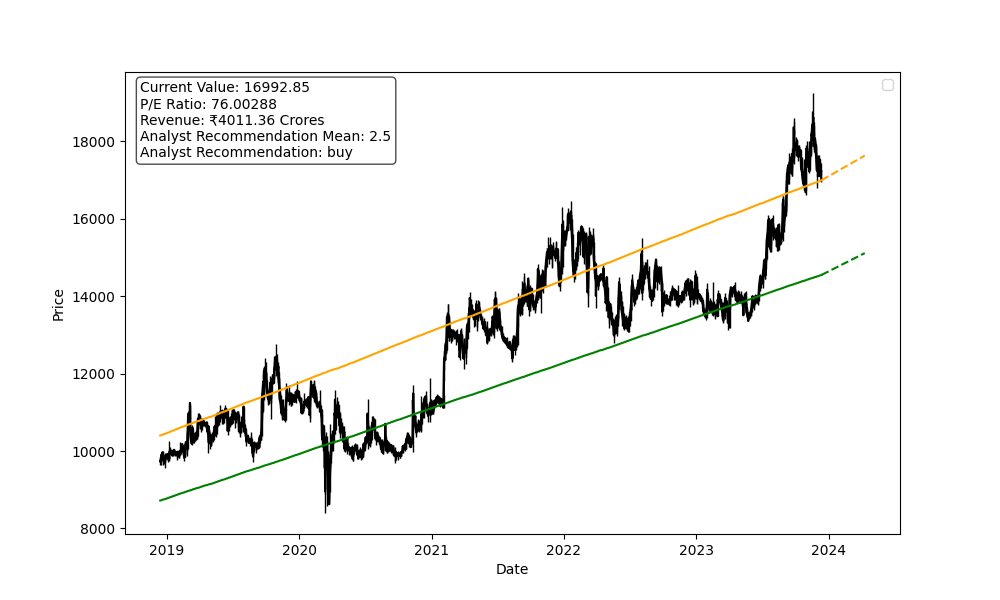 Current Value: 16992.85
P/E Ratio: 76.00288
Revenue: ₹4011.36 Crores
Analyst Recommendation Mean: 2.5
Analyst Recommendation: buy
18000
16000
14000
12000
10000
8000
Price
2019 2020 2021 2022 2023 2024
Date